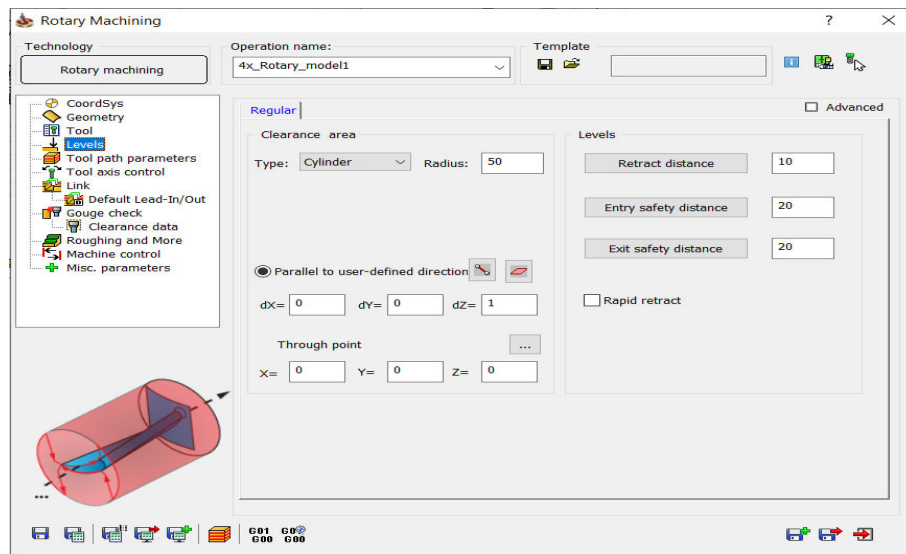 Rotary Machining ? ×
Technology Operation name: Template
Rotary machining 4x_Rotary_model1
CoordSys
Geometry
Tool
Levels
Tool path parameters
Tool axis control
Link
Default Lead-In/Out
Gouge check
Clearance data
Roughing and More
Machine control
Misc. parameters
Regular Advanced
Clearance area
Type: Cylinder Radius: 50
Parallel to user-defined direction
dX= 0 dY= 0 dZ= 1
Through point ...
X= 0 Y= 0 Z= 0
Levels
Retract distance 10
Entry safety distance 20
Exit safety distance 20
Rapid retract
...
G01 G00
G00 G00